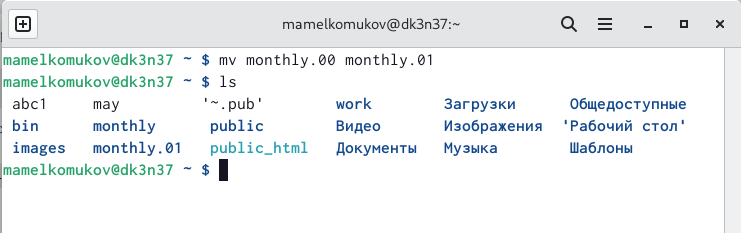 mamelkomukov@dk3n37:~
mamelkomukov@dk3n37 ~ $ mv monthly.00 monthly.01
mamelkomukov@dk3n37 ~ $ ls
abc1 may '~.pub' work Загрузки Общедоступные
bin monthly public Видео Изображения 'Рабочий стол'
images monthly.01 public_html Документы Музыка Шаблоны
mamelkomukov@dk3n37 ~ $